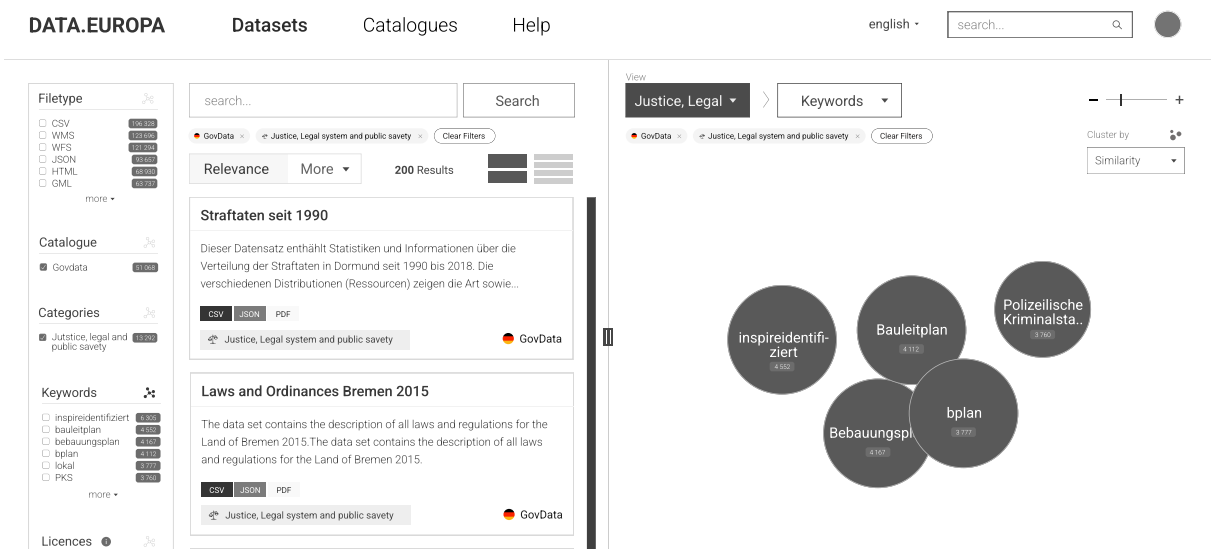 DATA.EUROPA
Datasets
Catalogues
Help
english
search...
Filetype
CSV 196 328
WMS 123 696
WFS 121 294
JSON 93 657
HTML 68 930
GML 63 737
more
Catalogue
Govdata 51 068
Categories
Jutstice, legal and 13 292
public savety
Keywords
inspireidentifiziert 6 305
bauleitplan 4 552
bebauungsplan 4 167
bplan 4 112
lokal 3 777
PKS 3 760
more
Licences
search...
Search
GovData ×
Justice, Legal system and public savety ×
Clear Filters
Relevance
More
200 Results
Straftaten seit 1990
Dieser Datensatz enthählt Statistiken und Informationen über die
Verteilung der Straftaten in Dormund seit 1990 bis 2018. Die
verschiedenen Distributionen (Ressourcen) zeigen die Art sowie...
CSV JSON PDF
Justice, Legal system and public savety
GovData
Laws and Ordinances Bremen 2015
The data set contains the description of all laws and regulations for the
Land of Bremen 2015.The data set contains the description of all laws
and regulations for the Land of Bremen 2015.
CSV JSON PDF
Justice, Legal system and public savety
GovData
View
Justice, Legal
Keywords
GovData ×
Justice, Legal system and public savety ×
Clear Filters
Cluster by
Similarity
inspireidentifi-
ziert
4 552
Bauleitplan
4 112
Polizeilische
Kriminalsta..
3 760
Bebauungspl
4 167
bplan
3 777